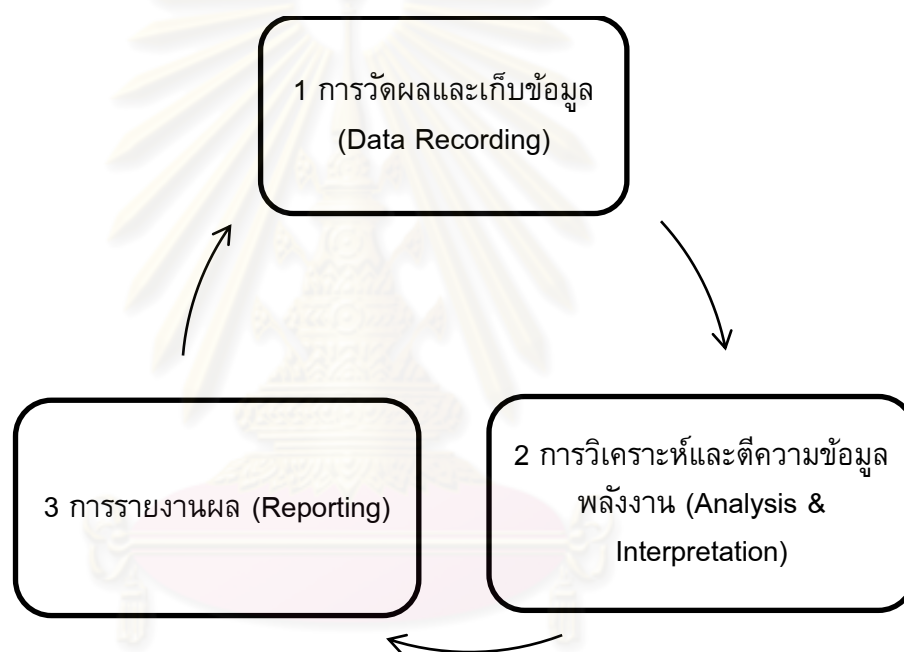 1 การวัดผลและเก็บข้อมูล
(Data Recording)
2 การวิเคราะห์และตีความข้อมูล
พลังงาน (Analysis &
Interpretation)
3 การรายงานผล (Reporting)